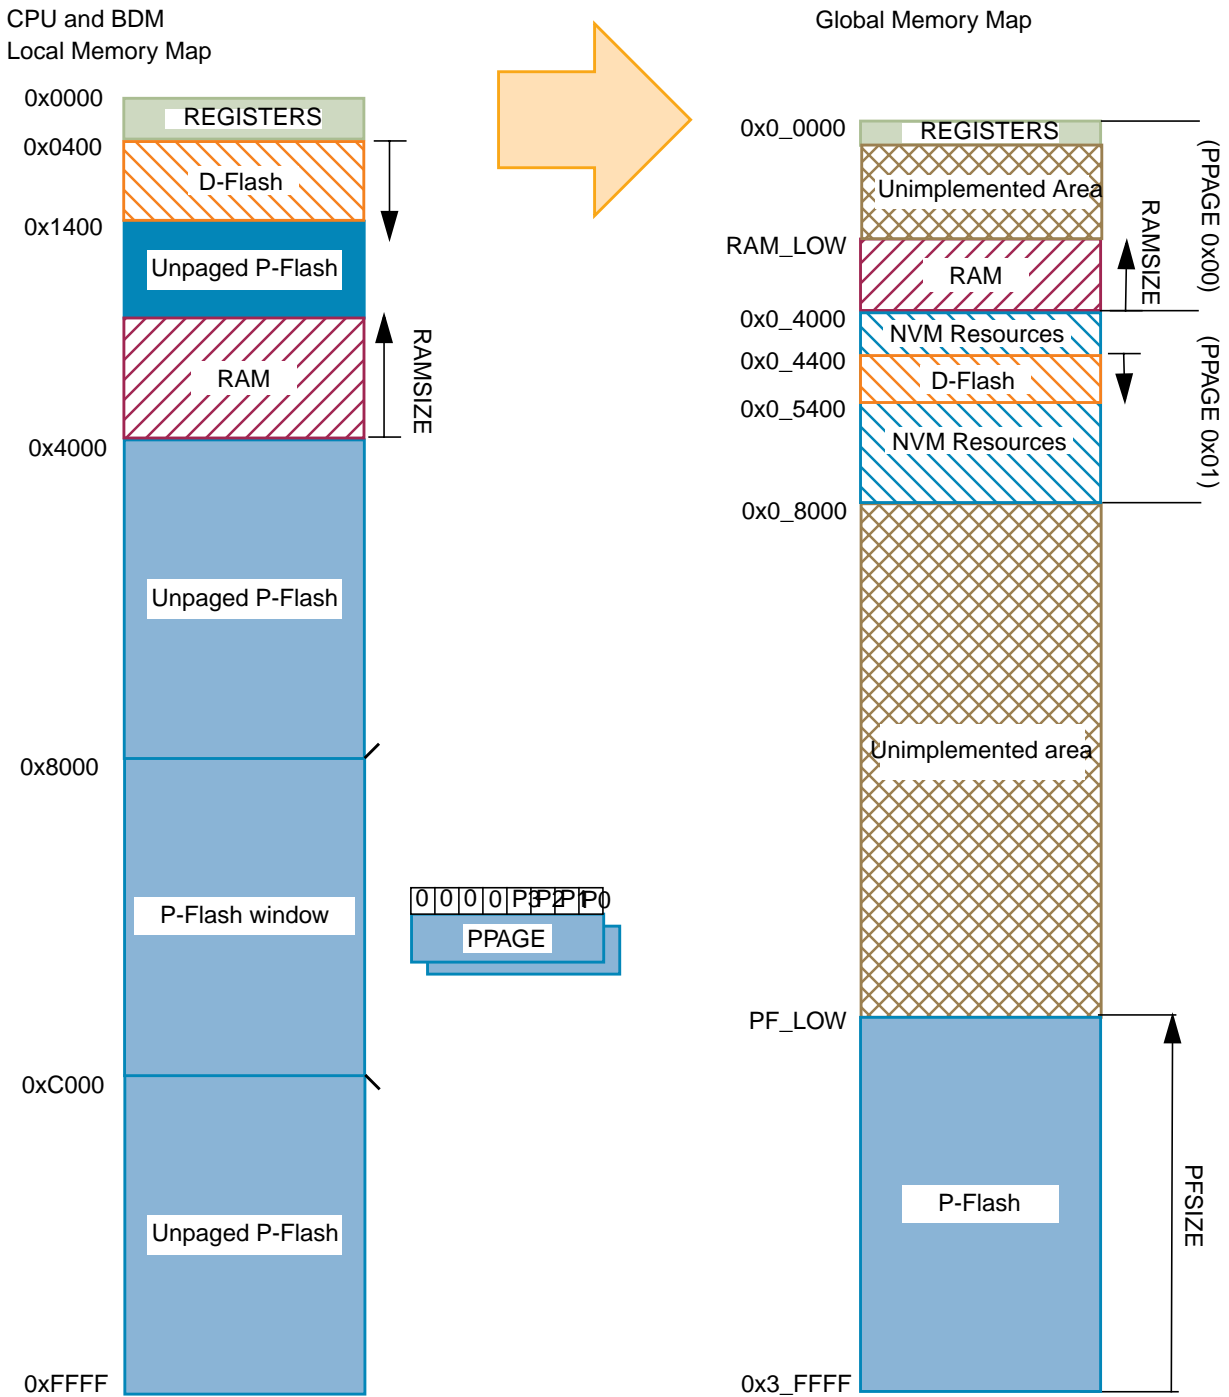 CPU and BDM
Local Memory Map
0x0000
REGISTERS
0x0400
D-Flash
0x1400
Unpaged P-Flash
RAM
RAMSIZE
0x4000
Unpaged P-Flash
0x8000
P-Flash window
0 0 0 0 P3 P2 P1 P0
PPAGE
0xC000
Unpaged P-Flash
0xFFFF
Global Memory Map
0x0_0000
REGISTERS
Unimplemented Area
(PPAGE 0x00)
RAM_LOW
RAM
RAMSIZE
0x0_4000
NVM Resources
0x0_4400
D-Flash
(PPAGE 0x01)
0x0_5400
NVM Resources
0x0_8000
Unimplemented area
PF_LOW
P-Flash
PFSIZE
0x3_FFFF